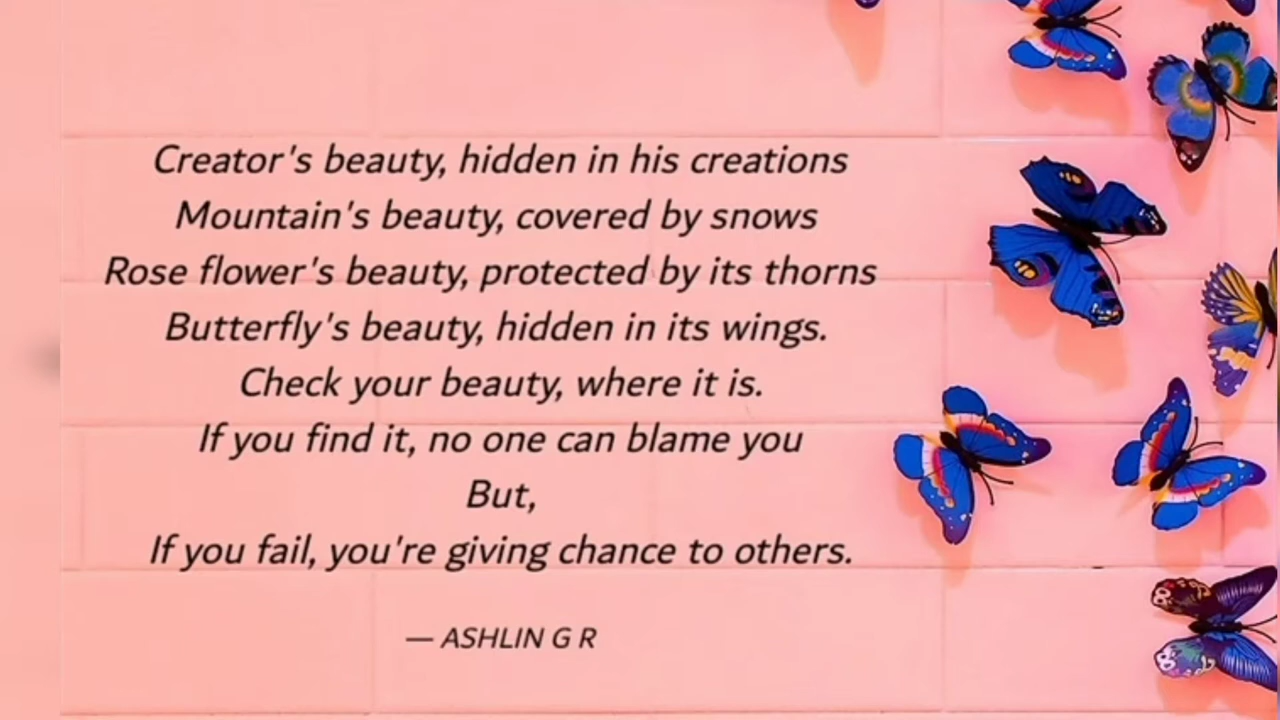 Creator's beauty, hidden in his creations
Mountain's beauty, covered by snows
Rose flower's beauty, protected by its thorns
Butterfly's beauty, hidden in its wings.
Check your beauty, where it is.
If you find it, no one can blame you
But,
If you fail, you're giving chance to others.
— ASHLIN G R